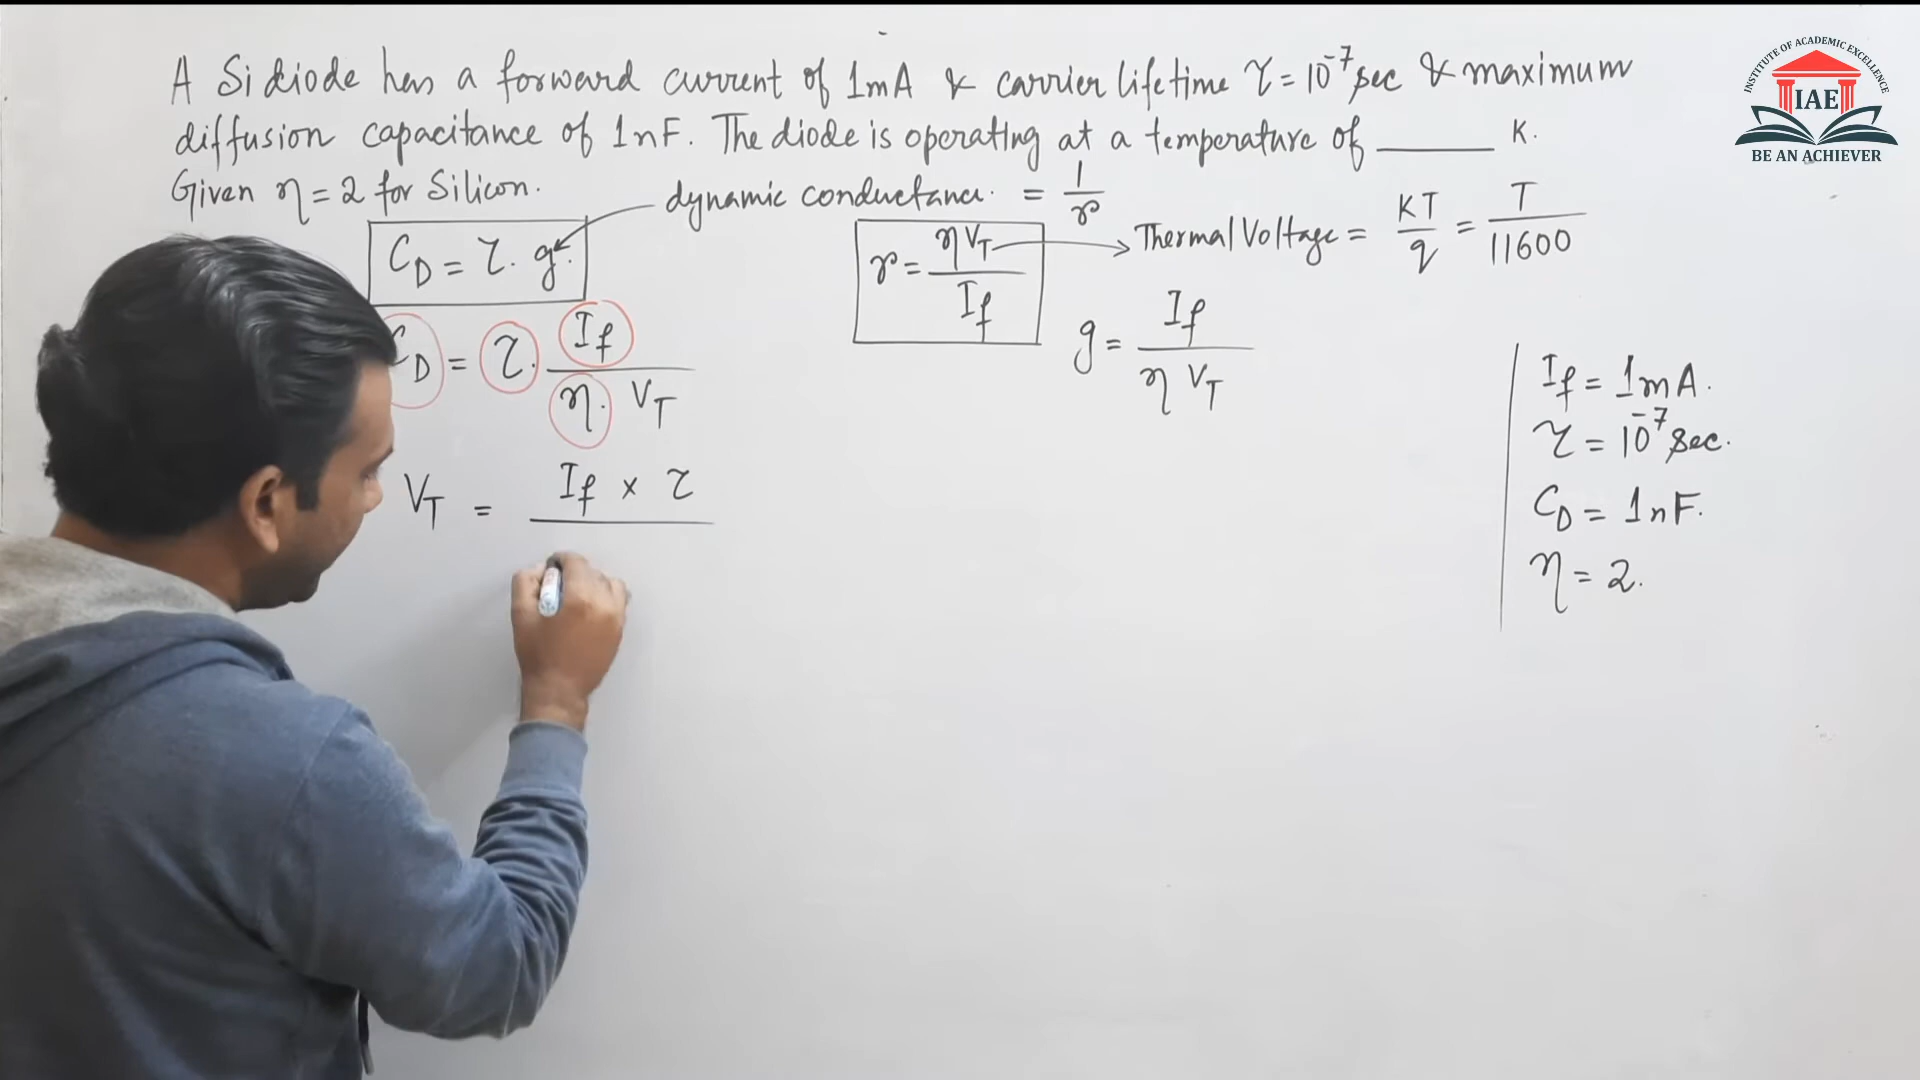 A Si diode has a forward current of 1mA & carrier lifetime τ = 10⁻⁷ sec & maximum
diffusion capacitance of 1nF. The diode is operating at a temperature of ______ K.
Given η = 2 for Silicon.
dynamic conductance. = 1/r
C_D = τ. g.
r = ηV_T / I_f
Thermal Voltage = KT/q = T/11600
C_D = τ. I_f / η. V_T
g = I_f / η V_T
V_T = I_f × τ
I_f = 1mA.
τ = 10⁻⁷ sec.
C_D = 1nF.
η = 2.
INSTITUTE OF ACADEMIC EXCELLENCE
IAE
BE AN ACHIEVER